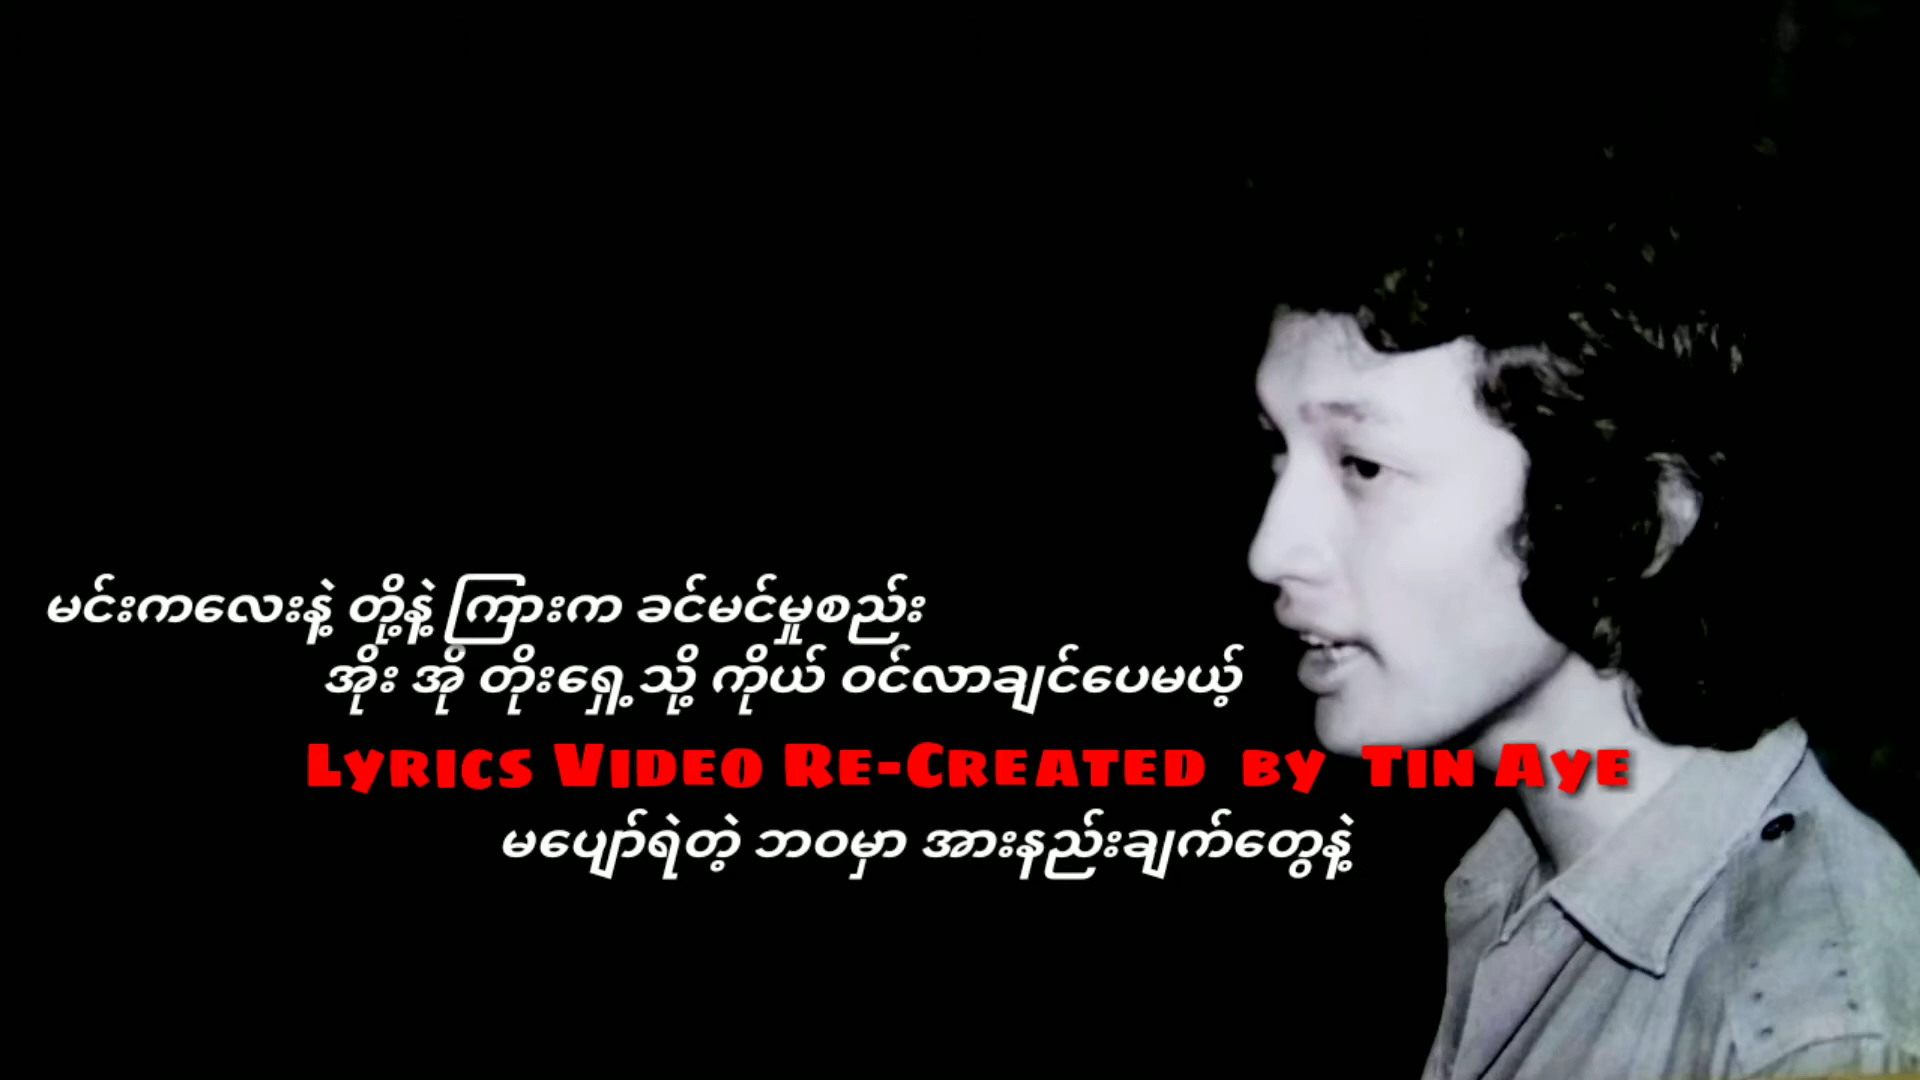 မင်းကလေးနဲ့ တို့နဲ့ ကြားက ခင်မင်မှုစည်း
အိုး အို တိုးရှေ့သို့ ကိုယ် ဝင်လာချင်ပေမယ့်
Lyrics Video Re-Created by Tin Aye
မပျော်ရဲတဲ့ ဘဝမှာ အားနည်းချက်တွေနဲ့